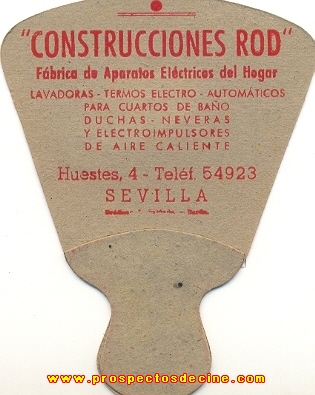 "CONSTRUCCIONES ROD"
Fábrica de Aparatos Eléctricos del Hogar
LAVADORAS - TERMOS ELECTRO - AUTOMÁTICOS
PARA CUARTOS DE BAÑO
DUCHAS - NEVERAS
Y ELECTROIMPULSORES
DE AIRE CALIENTE
Huestes, 4 - Teléf. 54923
SEVILLA
www.prospectosdecine.com